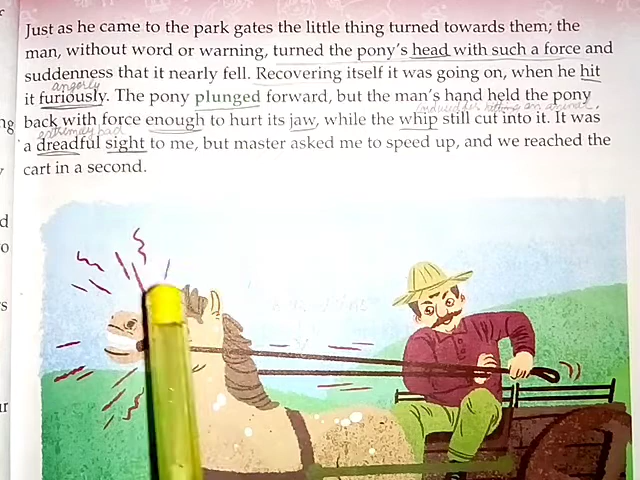 Just as he came to the park gates the little thing turned towards them; the
man, without word or warning, turned the pony's head with such a force and
suddenness that it nearly fell. Recovering itself it was going on, when he hit
angerly
it furiously. The pony plunged forward, but the man's hand held the pony
ng back with force enough to hurt its jaw, while the whip still cut into it. It was
extremely bad
a dreadful sight to me, but master asked me to speed up, and we reached the
cart in a second.
d
o
s
ur